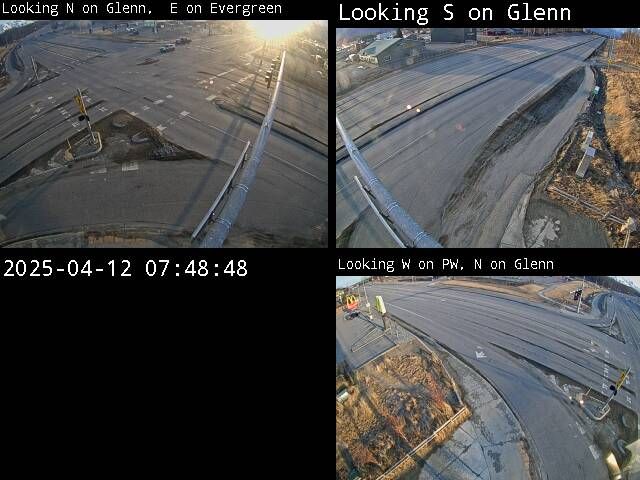 Looking N on Glenn,  E on Evergreen
Looking S on Glenn
2025-04-12 07:48:48
Looking W on PW, N on Glenn